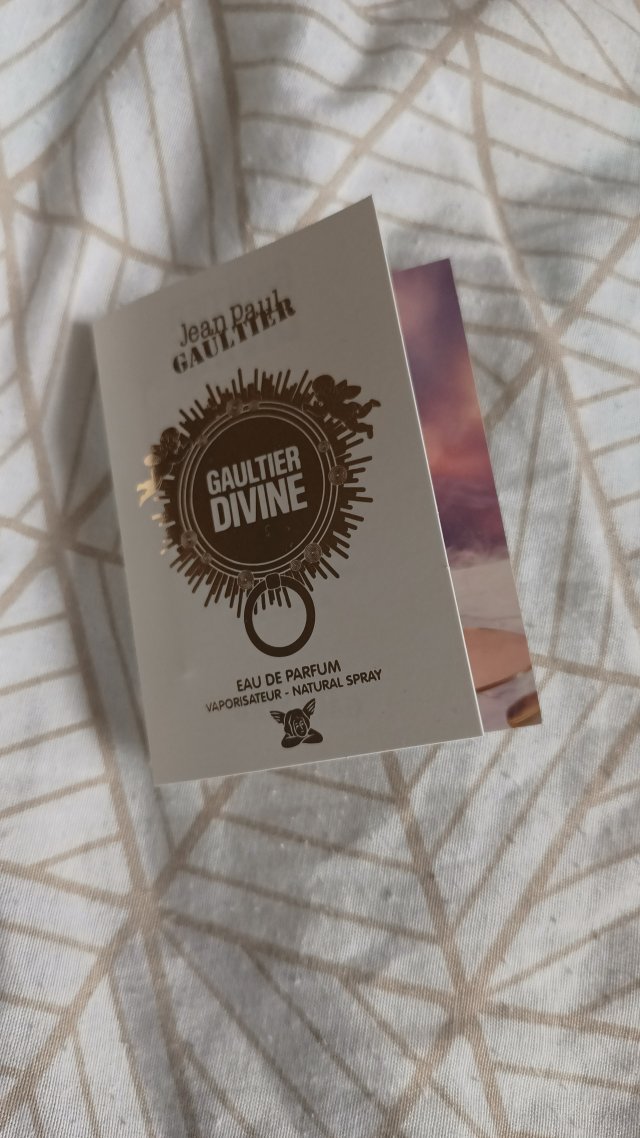 Jean Paul
GAULTIER
GAULTIER
DIVINE
EAU DE PARFUM
VAPORISATEUR - NATURAL SPRAY